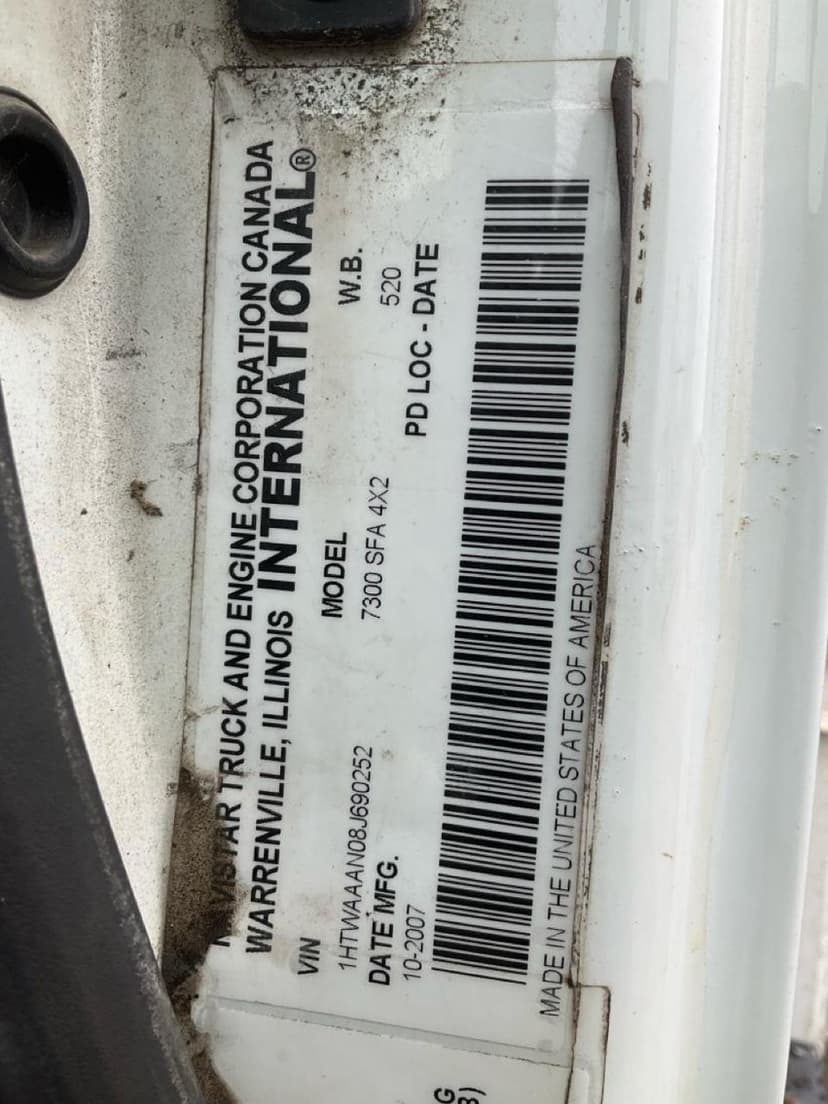 NAVISTAR TRUCK AND ENGINE CORPORATION CANADA
WARRENVILLE, ILLINOIS INTERNATIONAL®
VIN MODEL W.B.
1HTWAAAN08J690252 7300 SFA 4X2 520
DATE MFG. PD LOC - DATE
10-2007
MADE IN THE UNITED STATES OF AMERICA